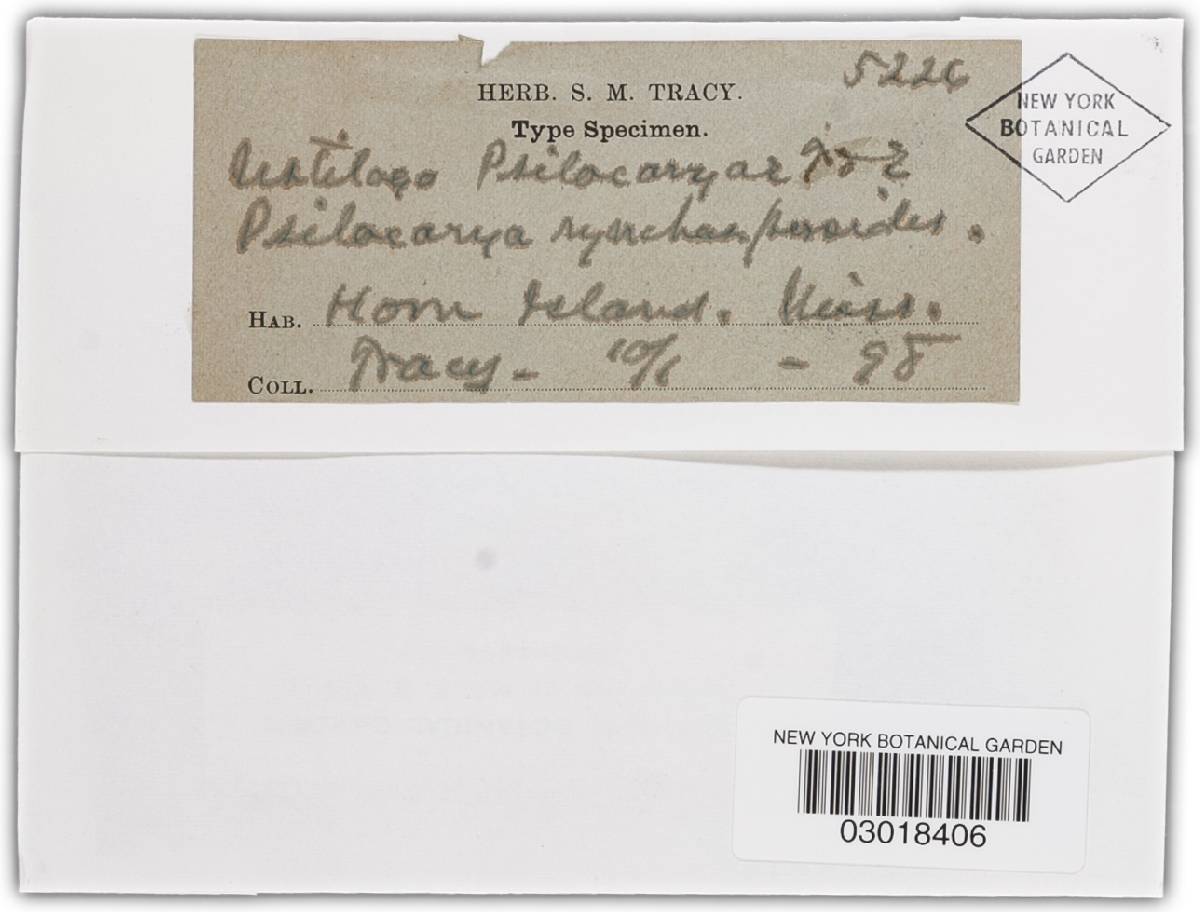 5226
HERB. S. M. TRACY.
Type Specimen.
Ustilago Psilocaryae T & E
Psilocarya rynchosperoides.
HAB. Horn Island. Miss.
COLL. Tracy - 10/1 - 98
NEW YORK
BOTANICAL
GARDEN
NEW YORK BOTANICAL GARDEN
03018406